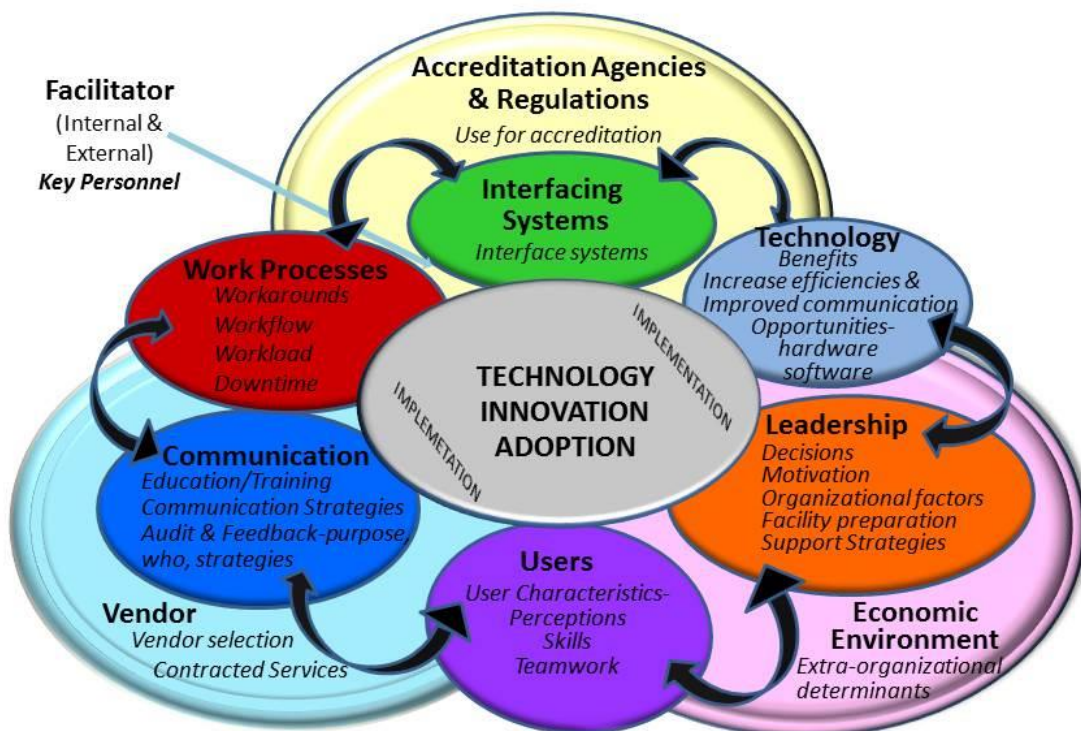 Facilitator
(Internal &
External)
Key Personnel
Accreditation Agencies
& Regulations
Use for accreditation
Interfacing
Systems
Interface systems
Work Processes
Workarounds
Workflow
Workload
Downtime
Technology
Benefits
Increase efficiencies &
Improved communication
Opportunities-
hardware
software
TECHNOLOGY
INNOVATION
ADOPTION
IMPLEMETATION
IMPLEMENTATION
Communication
Education/Training
Communication Strategies
Audit & Feedback-purpose,
who, strategies
Leadership
Decisions
Motivation
Organizational factors
Facility preparation
Support Strategies
Users
User Characteristics-
Perceptions
Skills
Teamwork
Vendor
Vendor selection
Contracted Services
Economic
Environment
Extra-organizational
determinants